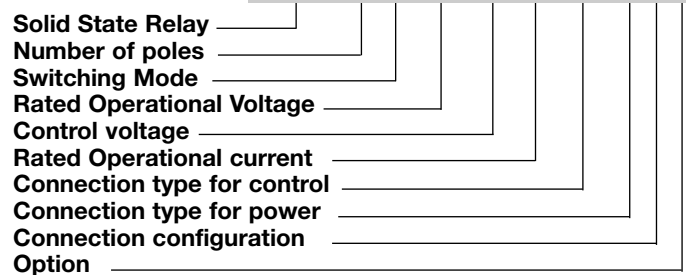 Solid State Relay
Number of poles
Switching Mode
Rated Operational Voltage
Control voltage
Rated Operational current
Connection type for control
Connection type for power
Connection configuration
Option